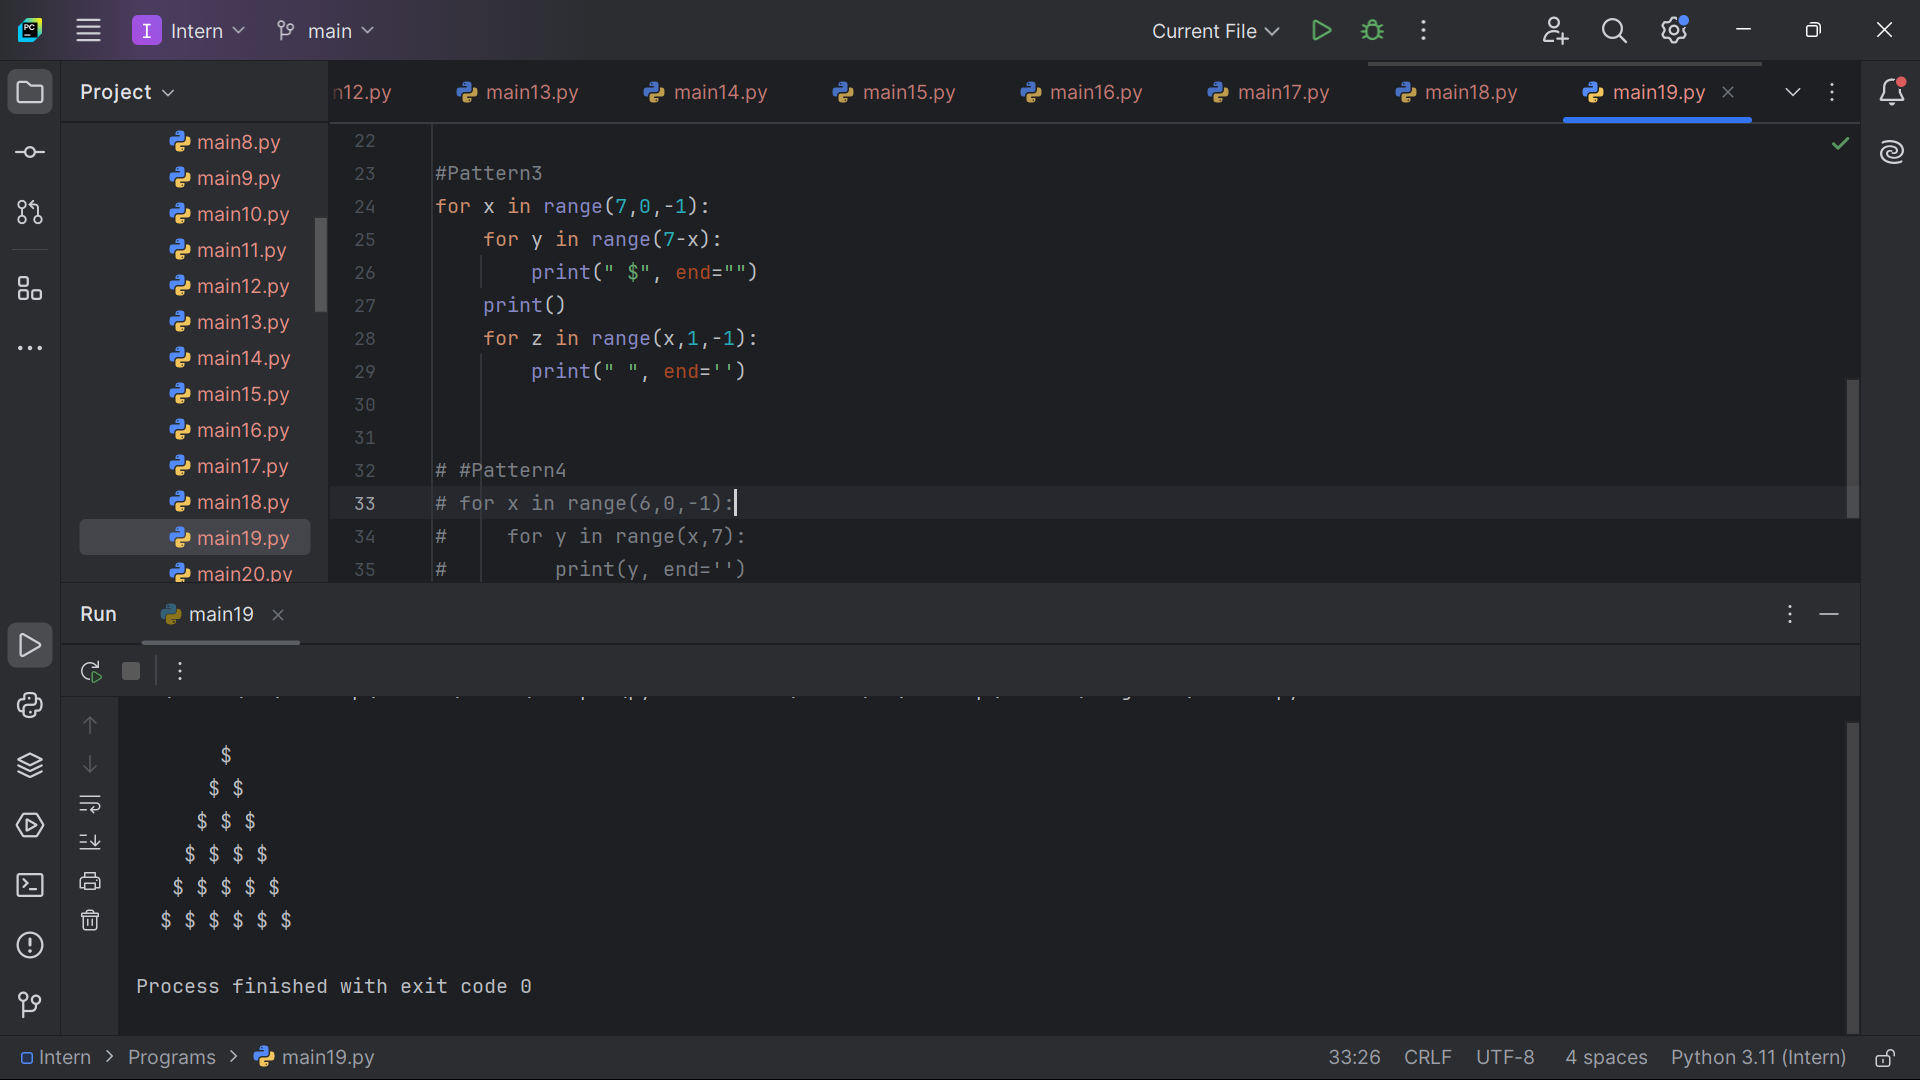 Intern
main
Current File
Project
n12.py
main13.py
main14.py
main15.py
main16.py
main17.py
main18.py
main19.py
main8.py
main9.py
main10.py
main11.py
main12.py
main13.py
main14.py
main15.py
main16.py
main17.py
main18.py
main19.py
main20.py
22
23 #Pattern3
24 for x in range(7,0,-1):
25     for y in range(7-x):
26         print(" $", end="")
27     print()
28     for z in range(x,1,-1):
29         print(" ", end='')
30
31
32 # #Pattern4
33 # for x in range(6,0,-1):
34 #     for y in range(x,7):
35 #         print(y, end='')
Run
main19
$
$ $
$ $ $
$ $ $ $
$ $ $ $ $
$ $ $ $ $ $
Process finished with exit code 0
Intern > Programs > main19.py
33:26 CRLF UTF-8 4 spaces Python 3.11 (Intern)